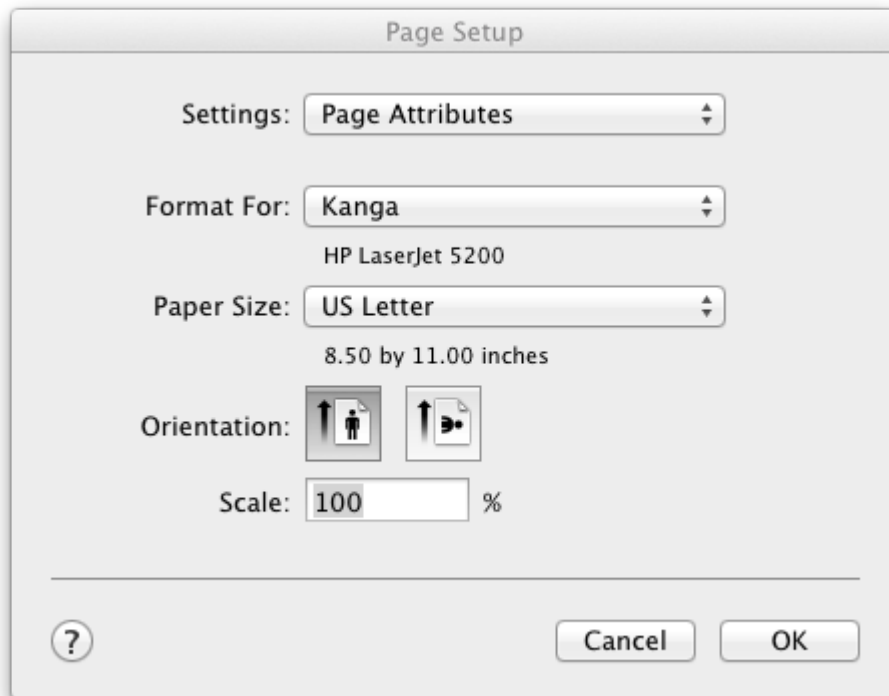 Page Setup
Settings: Page Attributes
Format For: Kanga
HP LaserJet 5200
Paper Size: US Letter
8.50 by 11.00 inches
Orientation:
Scale: 100 %
? Cancel OK